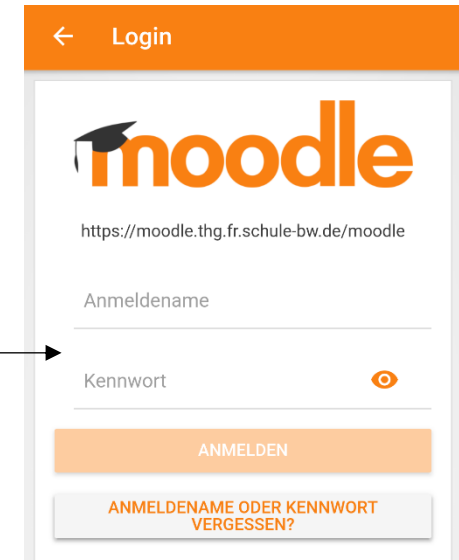 Login
moodle
https://moodle.thg.fr.schule-bw.de/moodle
Anmeldename
Kennwort
ANMELDEN
ANMELDENAME ODER KENNWORT
VERGESSEN?